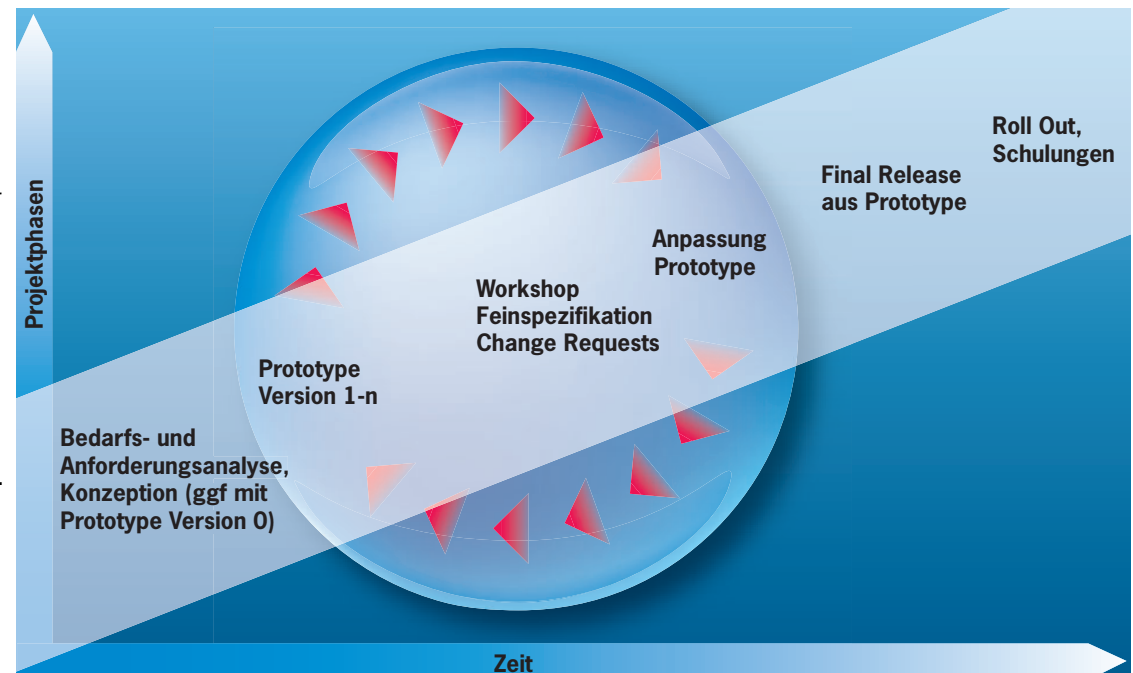 Projektphasen
Bedarfs- und
Anforderungsanalyse,
Konzeption (ggf mit
Prototype Version 0)
Prototype
Version 1-n
Workshop
Feinspezifikation
Change Requests
Anpassung
Prototype
Final Release
aus Prototype
Roll Out,
Schulungen
Zeit